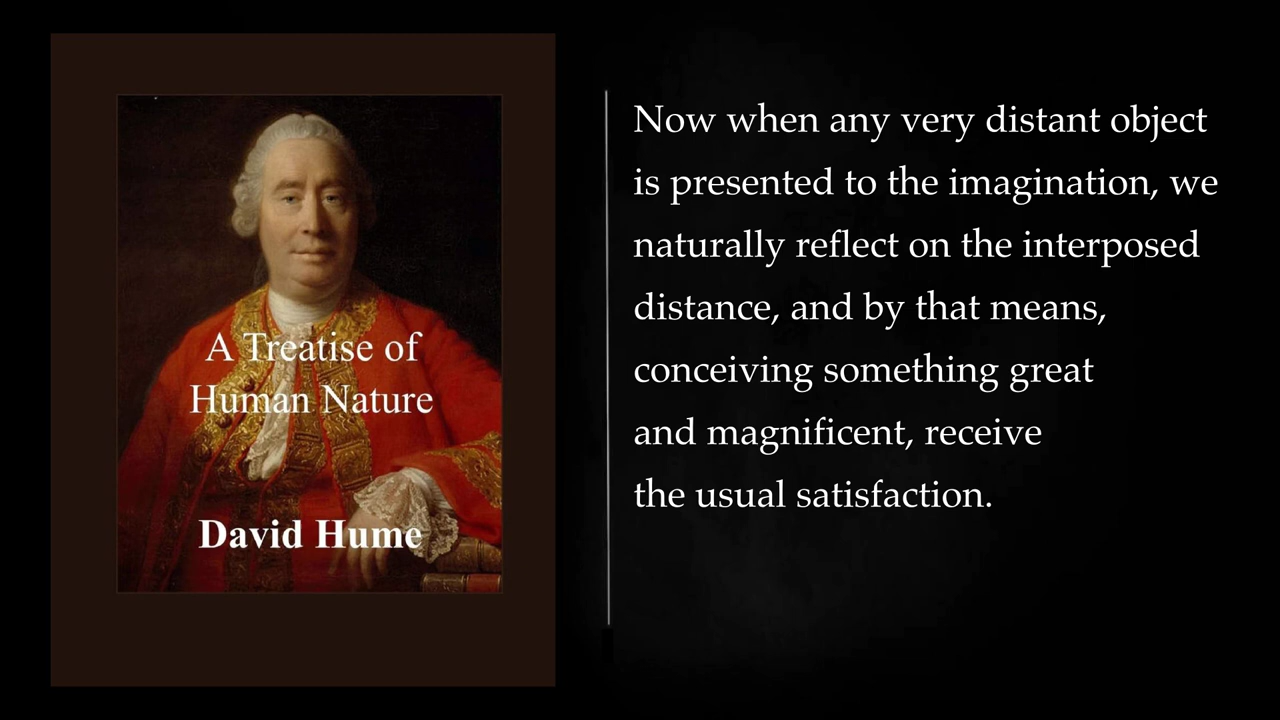 A Treatise of
Human Nature
David Hume
Now when any very distant object
is presented to the imagination, we
naturally reflect on the interposed
distance, and by that means,
conceiving something great
and magnificent, receive
the usual satisfaction.